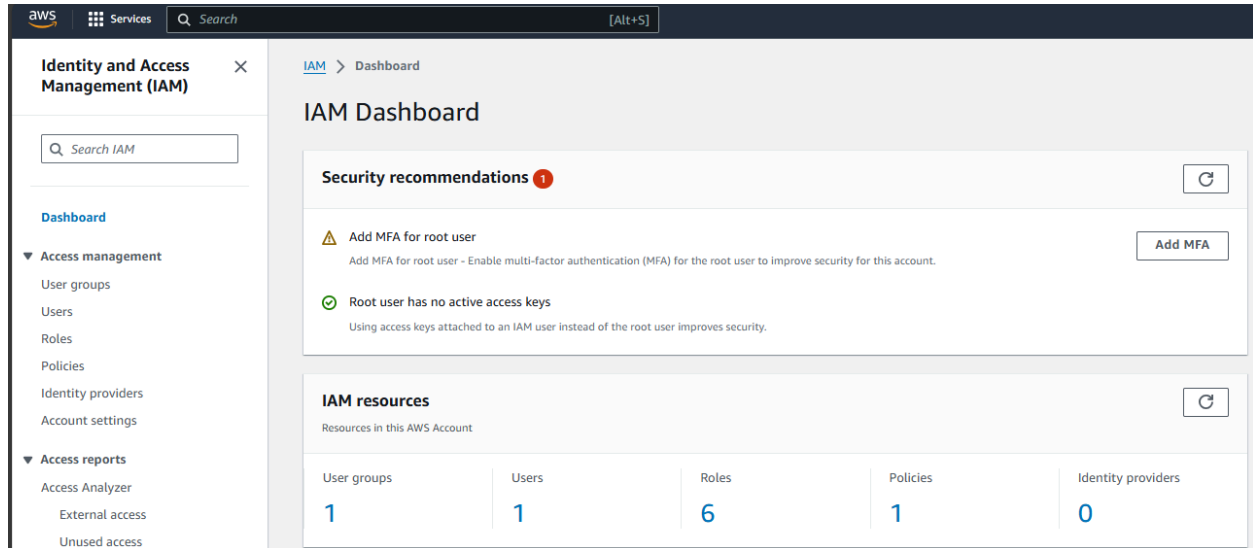 aws Services Search [Alt+S]
Identity and Access
Management (IAM)
Search IAM
Dashboard
Access management
User groups
Users
Roles
Policies
Identity providers
Account settings
Access reports
Access Analyzer
External access
Unused access
IAM > Dashboard
IAM Dashboard
Security recommendations 1
Add MFA for root user
Add MFA for root user - Enable multi-factor authentication (MFA) for the root user to improve security for this account.
Add MFA
Root user has no active access keys
Using access keys attached to an IAM user instead of the root user improves security.
IAM resources
Resources in this AWS Account
User groups Users Roles Policies Identity providers
1 1 6 1 0